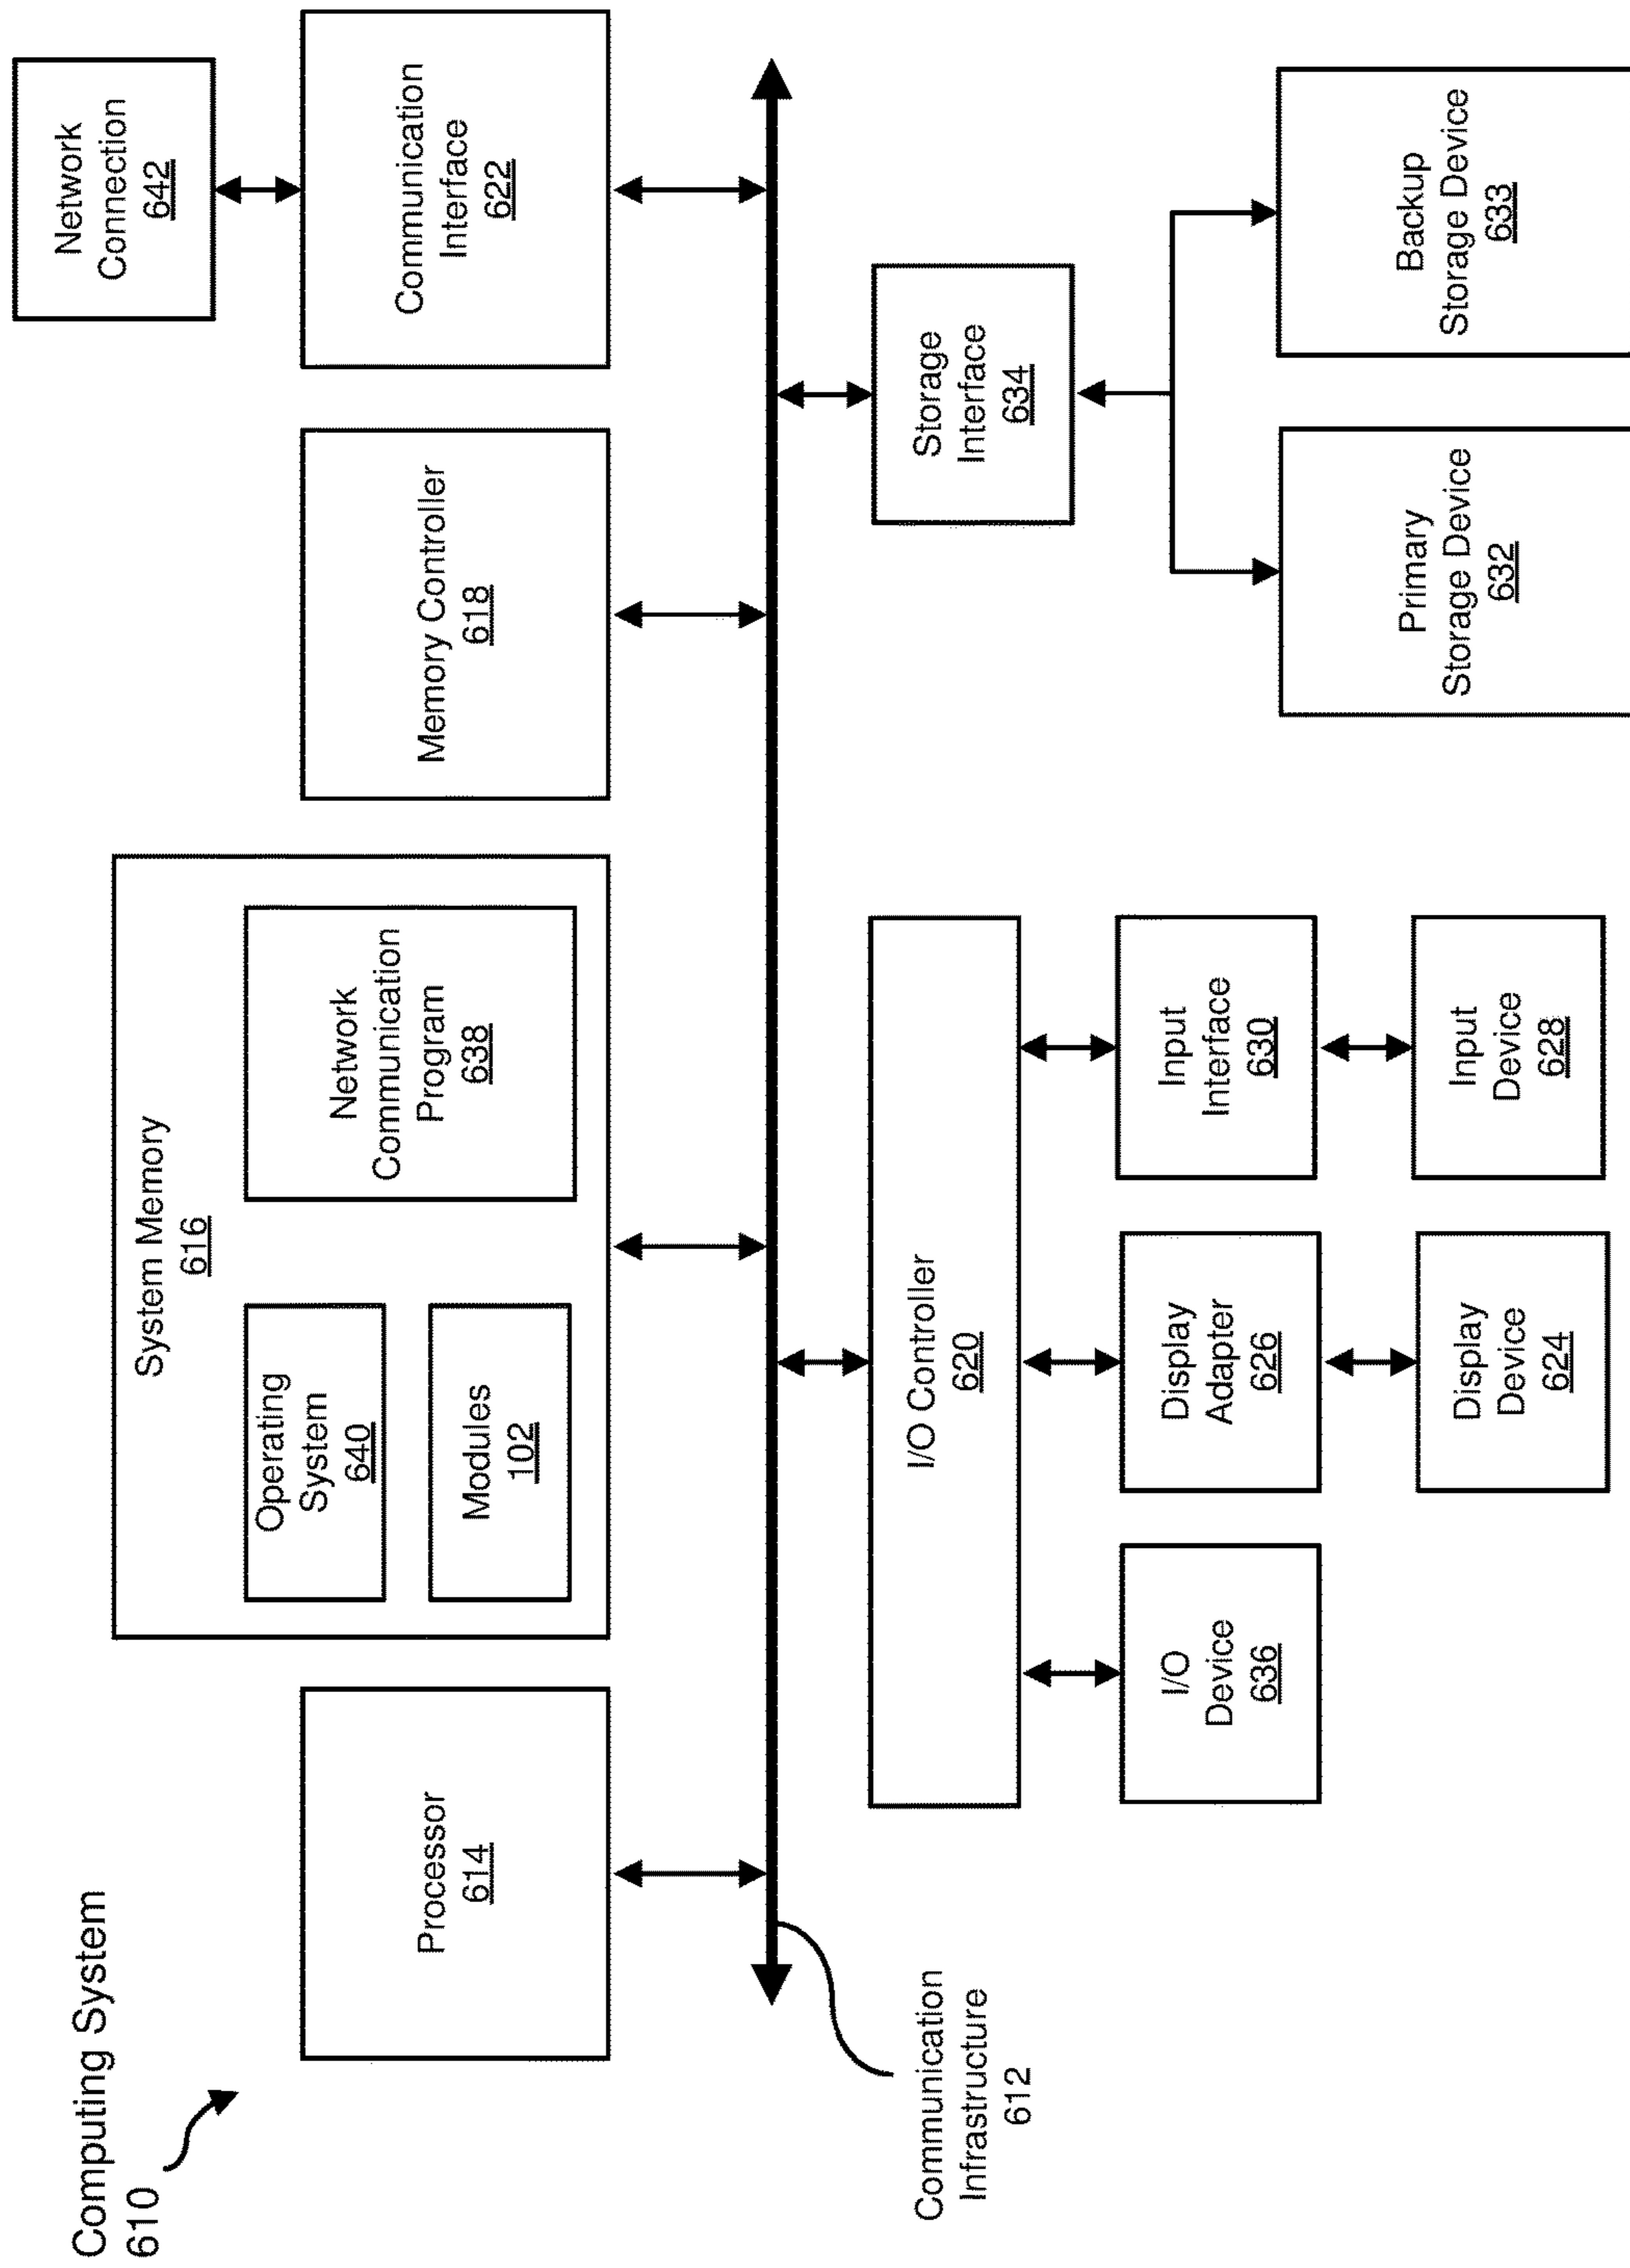 Computing System
610
Processor
614
System Memory
616
Operating
System
640
Modules
102
Network
Communication
Program
638
Memory Controller
618
Network
Connection
642
Communication
Interface
622
Communication
Infrastructure
612
I/O Controller
620
I/O
Device
636
Display
Adapter
626
Display
Device
624
Input
Interface
630
Input
Device
628
Storage
Interface
634
Primary
Storage Device
632
Backup
Storage Device
633